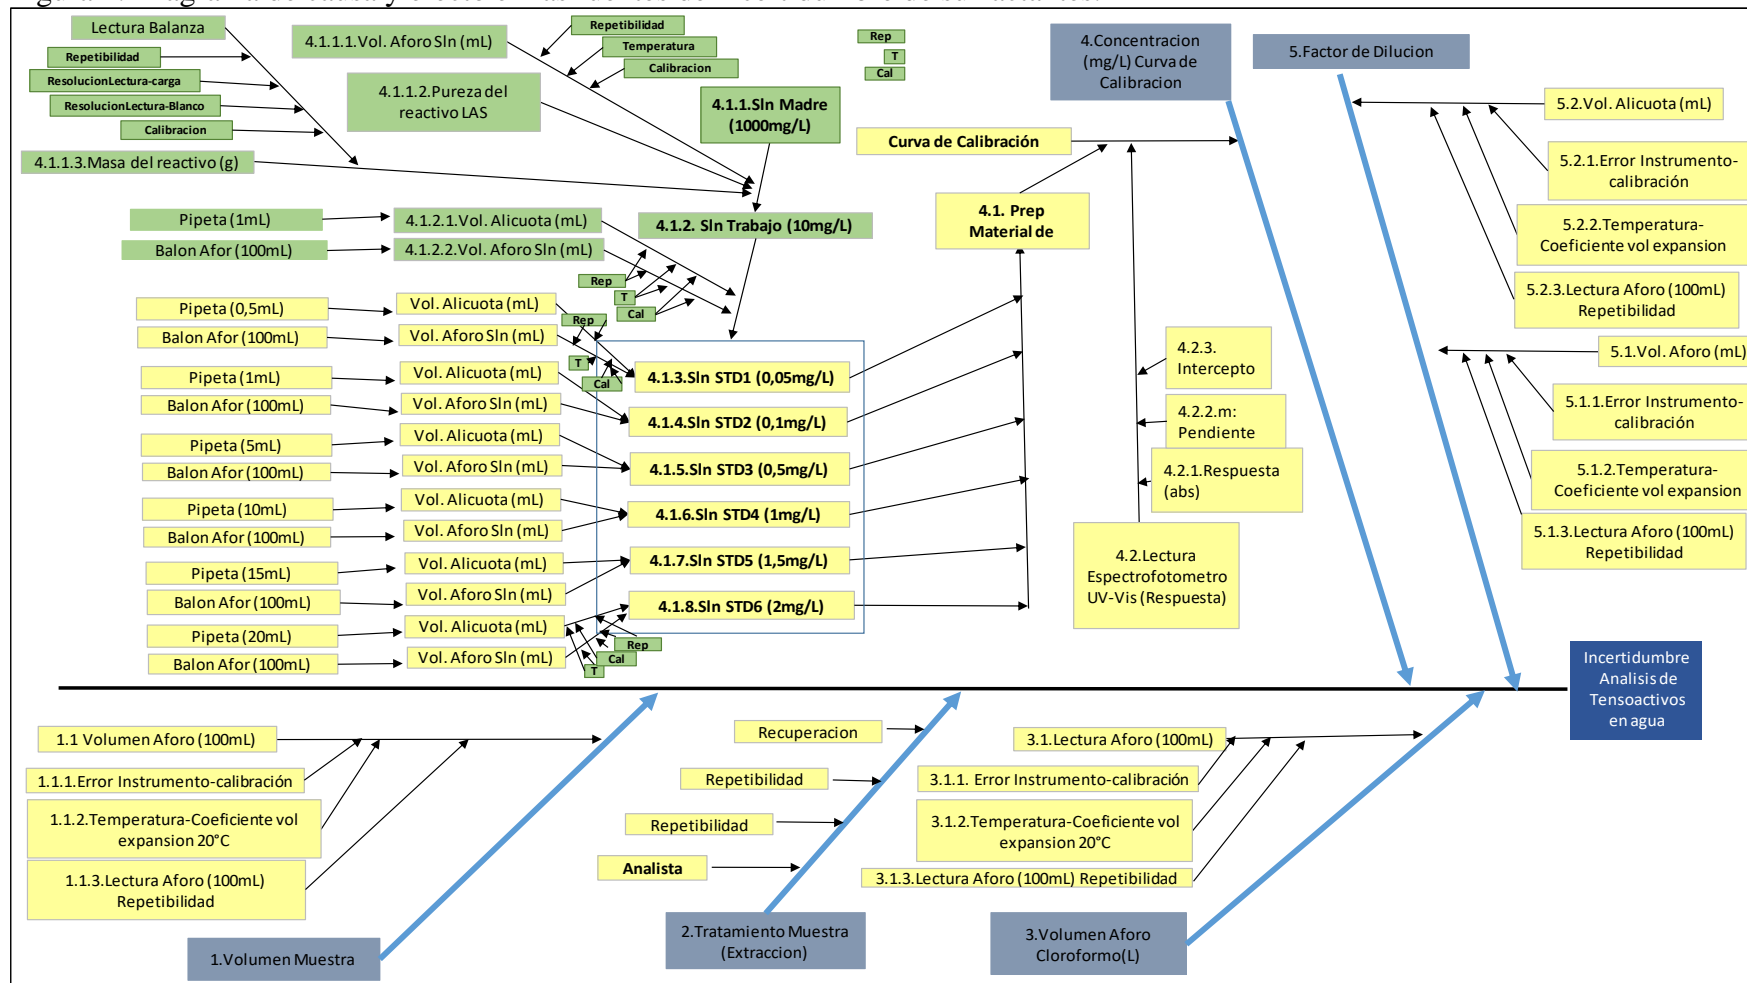 Lectura Balanza
Repetibilidad
ResolucionLectura-carga
ResolucionLectura-Blanco
Calibracion
4.1.1.3.Masa del reactivo (g)
4.1.1.1.Vol. Aforo Sln (mL)
4.1.1.2.Pureza del
reactivo LAS
Repetibilidad
Temperatura
Calibracion
4.1.1.Sln Madre
(1000mg/L)
Rep
T
Cal
4.Concentracion
(mg/L) Curva de
Calibracion
5.Factor de Dilucion
Curva de Calibración
5.2.Vol. Alicuota (mL)
5.2.1.Error Instrumento-
calibración
5.2.2.Temperatura-
Coeficiente vol expansion
5.2.3.Lectura Aforo (100mL)
Repetibilidad
Pipeta (1mL)
4.1.2.1.Vol. Alicuota (mL)
Balon Afor (100mL)
4.1.2.2.Vol. Aforo Sln (mL)
4.1.2. Sln Trabajo (10mg/L)
4.1. Prep
Material de
Rep
T
Cal
Pipeta (0,5mL)
Vol. Alicuota (mL)
Balon Afor (100mL)
Vol. Aforo Sln (mL)
Rep
T
Cal
4.1.3.Sln STD1 (0,05mg/L)
Pipeta (1mL)
Vol. Alicuota (mL)
Balon Afor (100mL)
Vol. Aforo Sln (mL)
4.1.4.Sln STD2 (0,1mg/L)
Pipeta (5mL)
Vol. Alicuota (mL)
Balon Afor (100mL)
Vol. Aforo Sln (mL)
4.1.5.Sln STD3 (0,5mg/L)
Pipeta (10mL)
Vol. Alicuota (mL)
Balon Afor (100mL)
Vol. Aforo Sln (mL)
4.1.6.Sln STD4 (1mg/L)
Pipeta (15mL)
Vol. Alicuota (mL)
Balon Afor (100mL)
Vol. Aforo Sln (mL)
4.1.7.Sln STD5 (1,5mg/L)
Pipeta (20mL)
Vol. Alicuota (mL)
Balon Afor (100mL)
Vol. Aforo Sln (mL)
4.1.8.Sln STD6 (2mg/L)
Rep
Cal
T
4.2.3.
Intercepto
4.2.2.m:
Pendiente
4.2.1.Respuesta
(abs)
4.2.Lectura
Espectrofotometro
UV-Vis (Respuesta)
5.1.Vol. Aforo (mL)
5.1.1.Error Instrumento-
calibración
5.1.2.Temperatura-
Coeficiente vol expansion
5.1.3.Lectura Aforo (100mL)
Repetibilidad
Incertidumbre
Analisis de
Tensoactivos
en agua
1.1 Volumen Aforo (100mL)
1.1.1.Error Instrumento-calibración
1.1.2.Temperatura-Coeficiente vol
expansion 20°C
1.1.3.Lectura Aforo (100mL)
Repetibilidad
1.Volumen Muestra
Recuperacion
Repetibilidad
Repetibilidad
Analista
2.Tratamiento Muestra
(Extraccion)
3.1.Lectura Aforo (100mL)
3.1.1. Error Instrumento-calibración
3.1.2.Temperatura-Coeficiente vol
expansion 20°C
3.1.3.Lectura Aforo (100mL) Repetibilidad
3.Volumen Aforo
Cloroformo(L)